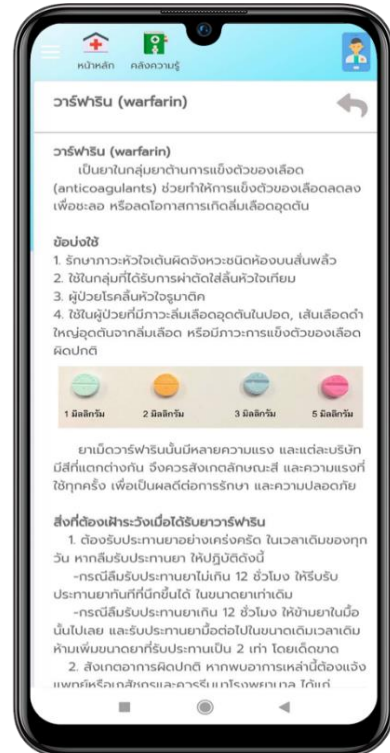 หน้าหลัก คลังความรู้
วาร์ฟาริน (warfarin)
วาร์ฟาริน (warfarin)
เป็นยาในกลุ่มยาต้านการแข็งตัวของเลือด
(anticoagulants) ช่วยทำให้การแข็งตัวของเลือดลดลง
เพื่อชะลอ หรือลดโอกาสการเกิดลิ่มเลือดอุดตัน
ข้อบ่งใช้
1. รักษาภาวะหัวใจเต้นผิดจังหวะชนิดห้องบนสั่นพลิ้ว
2. ใช้ในกลุ่มที่ได้รับการผ่าตัดใส่ลิ้นหัวใจเทียม
3. ผู้ป่วยโรคลิ้นหัวใจรูมาติค
4. ใช้ในผู้ป่วยที่มีภาวะลิ่มเลือดอุดตันในปอด, เส้นเลือดดำ
ใหญ่อุดตันจากลิ่มเลือด หรือมีภาวะการแข็งตัวของเลือด
ผิดปกติ
1 มิลลิกรัม 2 มิลลิกรัม 3 มิลลิกรัม 5 มิลลิกรัม
ยาเม็ดวาร์ฟารินนั้นมีหลายความแรง และแต่ละบริษัท
มีสีที่แตกต่างกัน จึงควรสังเกตลักษณะสี และความแรงที่
ใช้ทุกครั้ง เพื่อเป็นผลดีต่อการรักษา และความปลอดภัย
สิ่งที่ต้องเฝ้าระวังเมื่อได้รับยาวาร์ฟาริน
1. ต้องรับประทานยาอย่างเคร่งครัด ในเวลาเดิมของทุก
วัน หากลืมรับประทานยา ให้ปฏิบัติดังนี้
-กรณีลืมรับประทานยาไม่เกิน 12 ชั่วโมง ให้รีบรับ
ประทานยาทันทีที่นึกขึ้นได้ ในขนาดยาเท่าเดิม
-กรณีลืมรับประทานยาเกิน 12 ชั่วโมง ให้ข้ามยาในมื้อ
นั้นไปเลย และรับประทานยามื้อต่อไปในขนาดเดิมเวลาเดิม
ห้ามเพิ่มขนาดยาที่รับประทานเป็น 2 เท่า โดยเด็ดขาด
2. สังเกตอาการผิดปกติ หากพบอาการเหล่านี้ต้องแจ้ง
แพทย์หรือเภสัชกรและควรรีบมาโรงพยาบาล ได้แก่